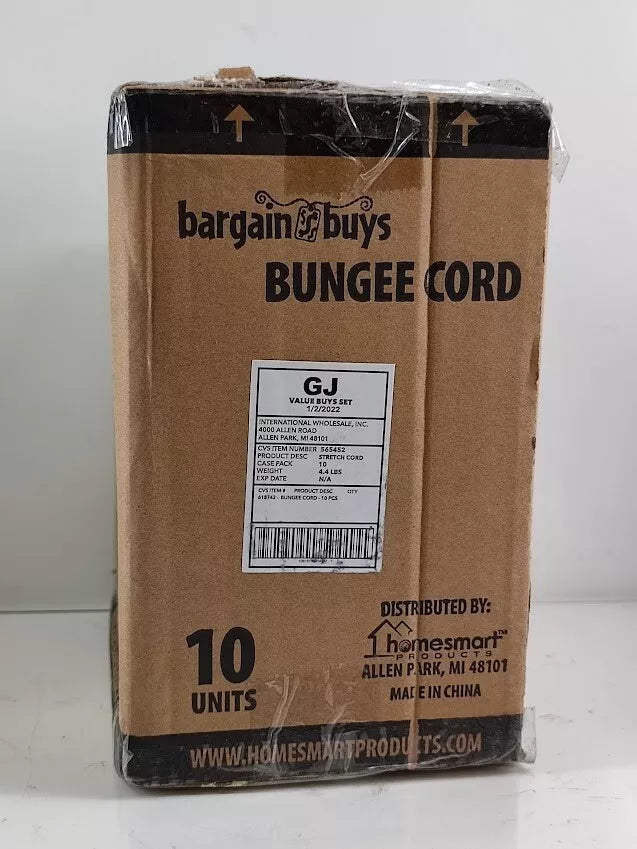 bargain buys
BUNGEE CORD
GJ
VALUE BUYS SET
1/2/2022
INTERNATIONAL WHOLESALE, INC.
4000 ALLEN ROAD
ALLEN PARK, MI 48101
CVS ITEM NUMBER 565452
PRODUCT DESC STRETCH CORD
CASE PACK 10
WEIGHT 4.4 LBS
EXP DATE N/A
CVS ITEM # PRODUCT DESC QTY
618742 - BUNGEE CORD - 10 PCS
10
UNITS
DISTRIBUTED BY:
homesmart™
PRODUCTS
ALLEN PARK, MI 48101
MADE IN CHINA
WWW.HOMESMARTPRODUCTS.COM